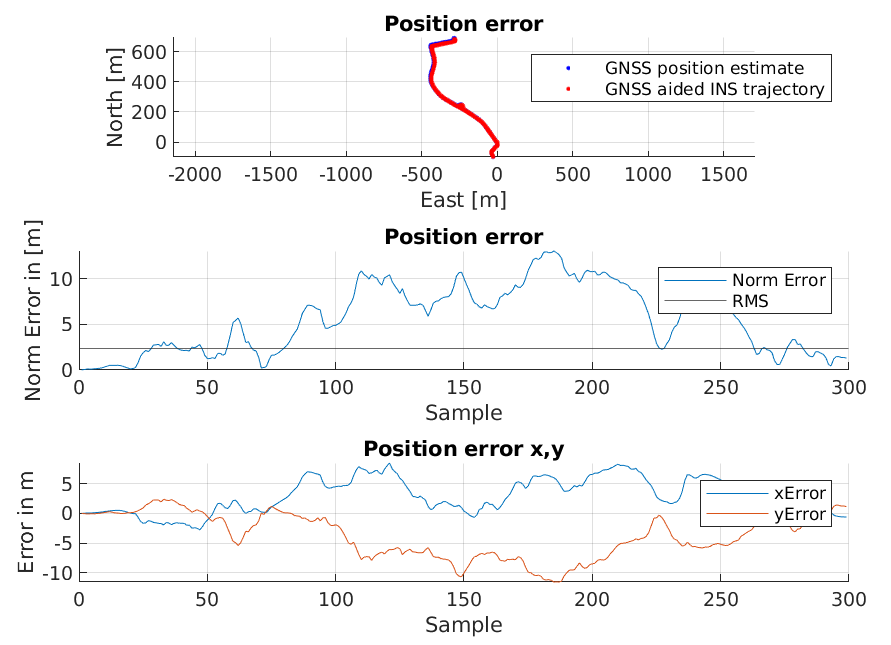 Position error
600
400
200
0
North [m]
GNSS position estimate
GNSS aided INS trajectory
-2000 -1500 -1000 -500 0 500 1000 1500
East [m]
Position error
10
5
0
Norm Error in [m]
Norm Error
RMS
0 50 100 150 200 250 300
Sample
Position error x,y
5
0
-5
-10
Error in m
xError
yError
0 50 100 150 200 250 300
Sample